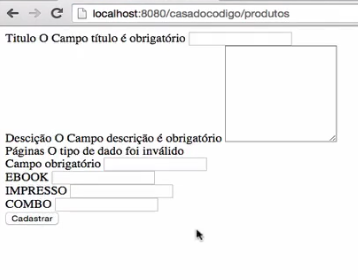 localhost:8080/casadocodigo/produtos
Titulo O Campo título é obrigatório
Descição O Campo descrição é obrigatório
Páginas O tipo de dado foi inválido
Campo obrigatório
EBOOK
IMPRESSO
COMBO
Cadastrar